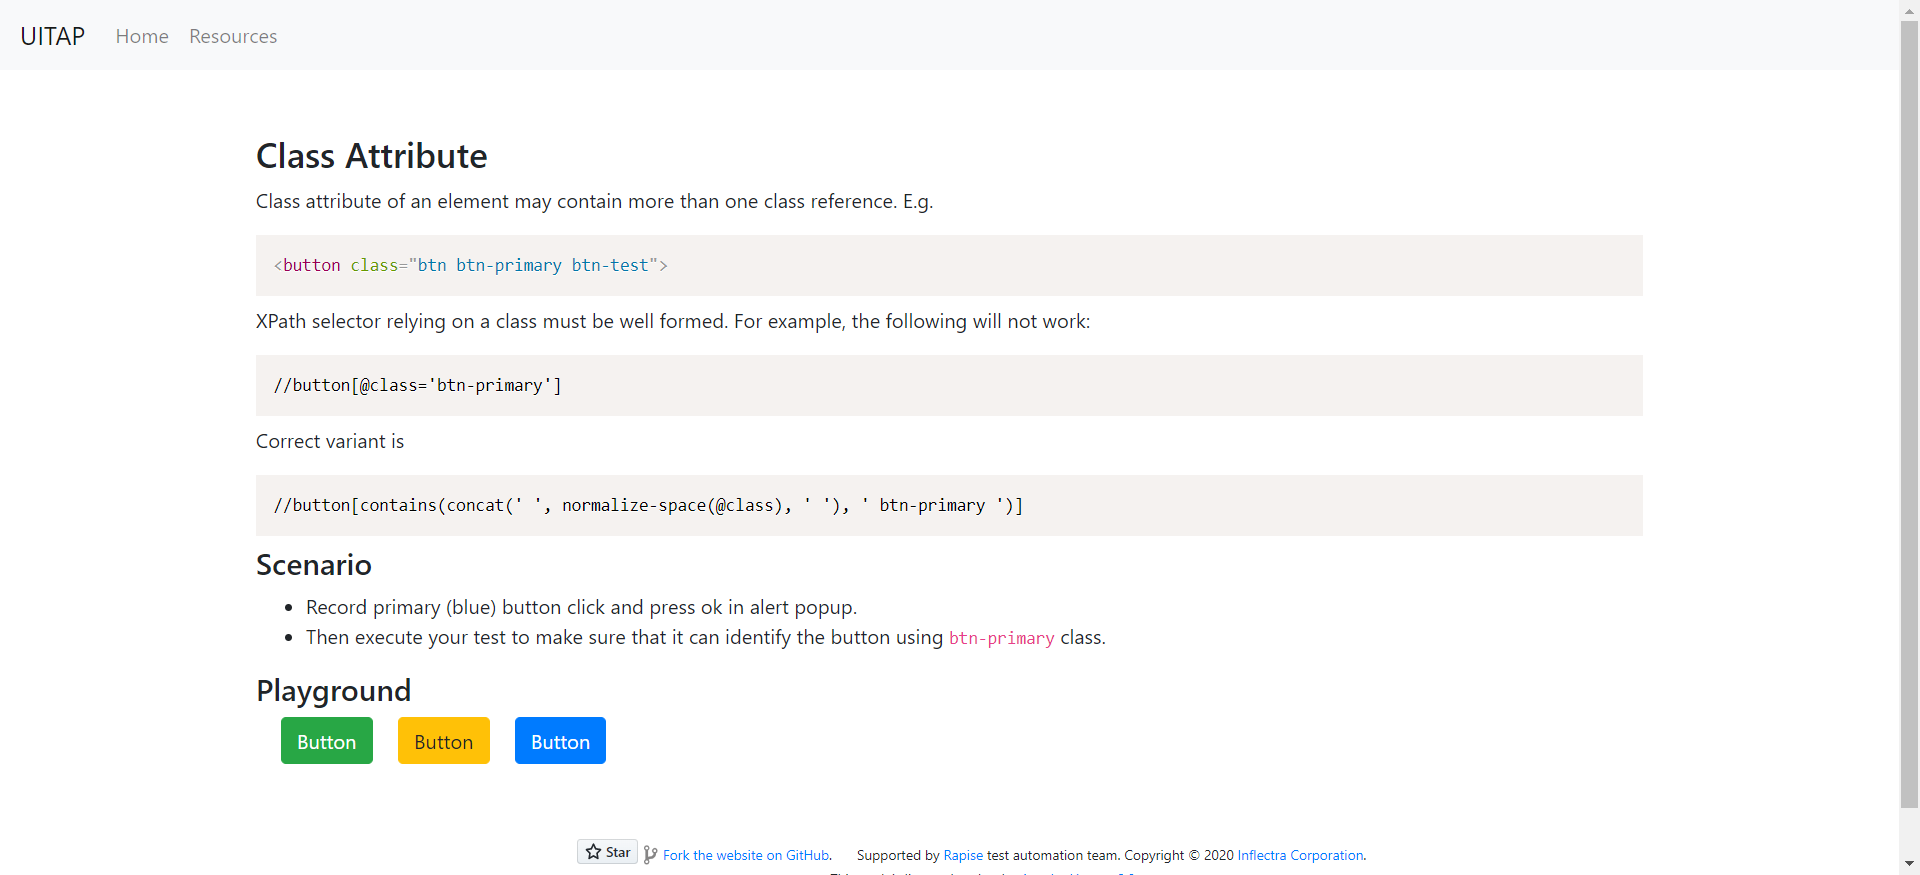 UITAP Home Resources
Class Attribute
Class attribute of an element may contain more than one class reference. E.g.
<button class="btn btn-primary btn-test">
XPath selector relying on a class must be well formed. For example, the following will not work:
//button[@class='btn-primary']
Correct variant is
//button[contains(concat(' ', normalize-space(@class), ' '), ' btn-primary ')]
Scenario
Record primary (blue) button click and press ok in alert popup.
Then execute your test to make sure that it can identify the button using btn-primary class.
Playground
Button Button Button
Star Fork the website on GitHub. Supported by Rapise test automation team. Copyright © 2020 Inflectra Corporation.